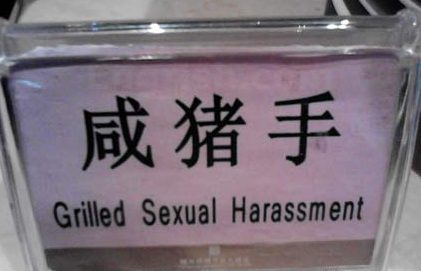 咸猪手
Grilled Sexual Harassment